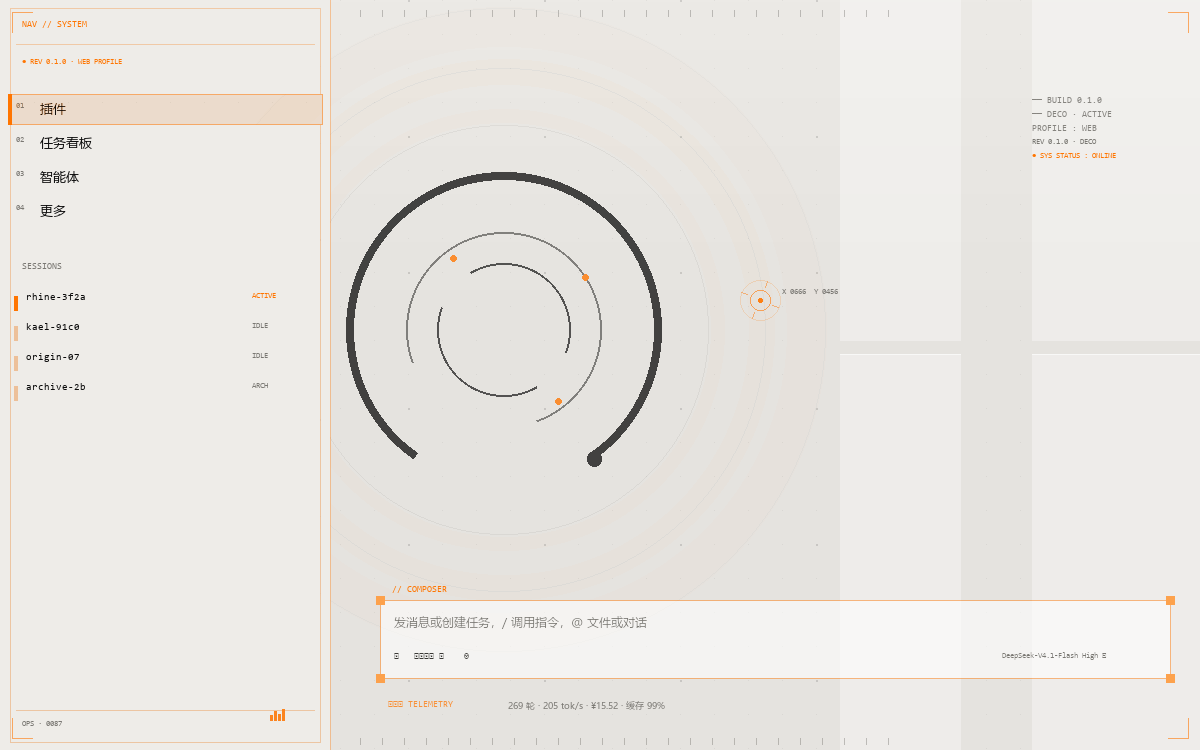 NAV // SYSTEM
● REV 0.1.0 · WEB PROFILE
01 插件
02 任务看板
03 智能体
04 更多
SESSIONS
rhine-3f2a ACTIVE
kael-91c0 IDLE
origin-07 IDLE
archive-2b ARCH
OPS · 0087
X 0666 Y 0456
BUILD 0.1.0
DECO · ACTIVE
PROFILE : WEB
REV 0.1.0 · DECO
● SYS STATUS : ONLINE
// COMPOSER
发消息或创建任务, / 调用指令, @ 文件或对话
DeepSeek-V4.1-Flash High E
TELEMETRY 269 轮 · 205 tok/s · ¥15.52 · 缓存 99%